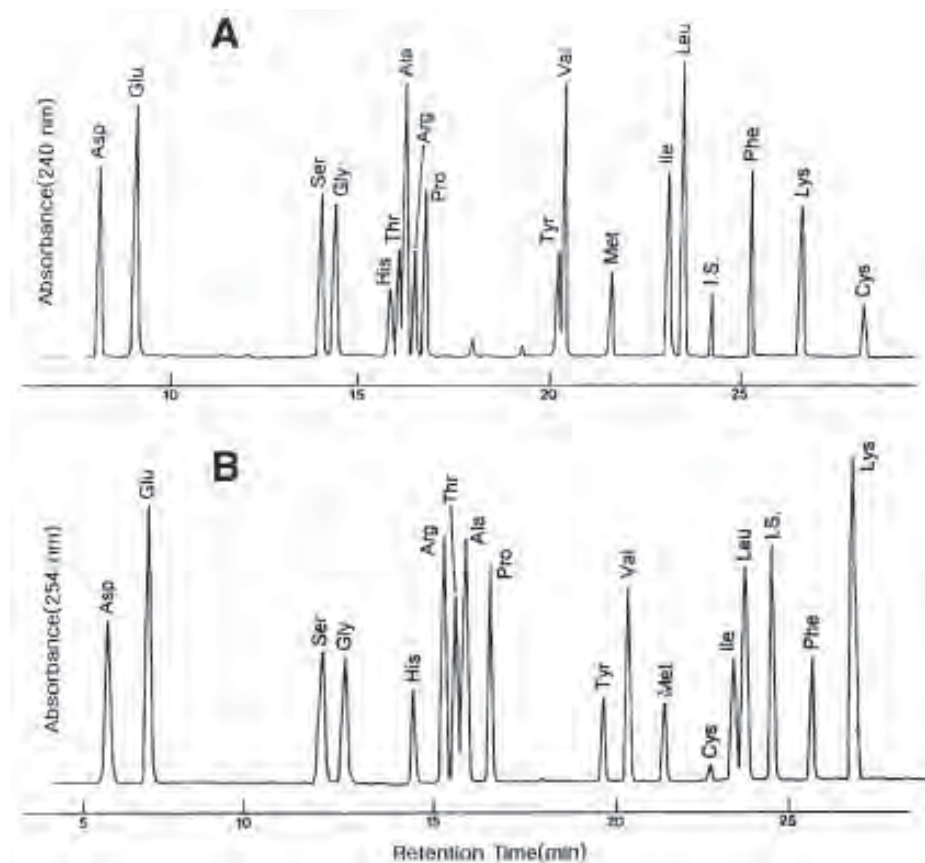 A
Absorbance(240 nm)
Asp
Glu
Ser
Gly
His
Thr
Ala
Arg
Pro
Tyr
Val
Met
Ile
Leu
I.S.
Phe
Lys
Cys
10
15
20
25
B
Absorbance(254 nm)
Asp
Glu
Ser
Gly
His
Arg
Thr
Ala
Pro
Tyr
Val
Met
Cys
Ile
Leu
I.S.
Phe
Lys
5
10
15
20
25
Retention Time(min)